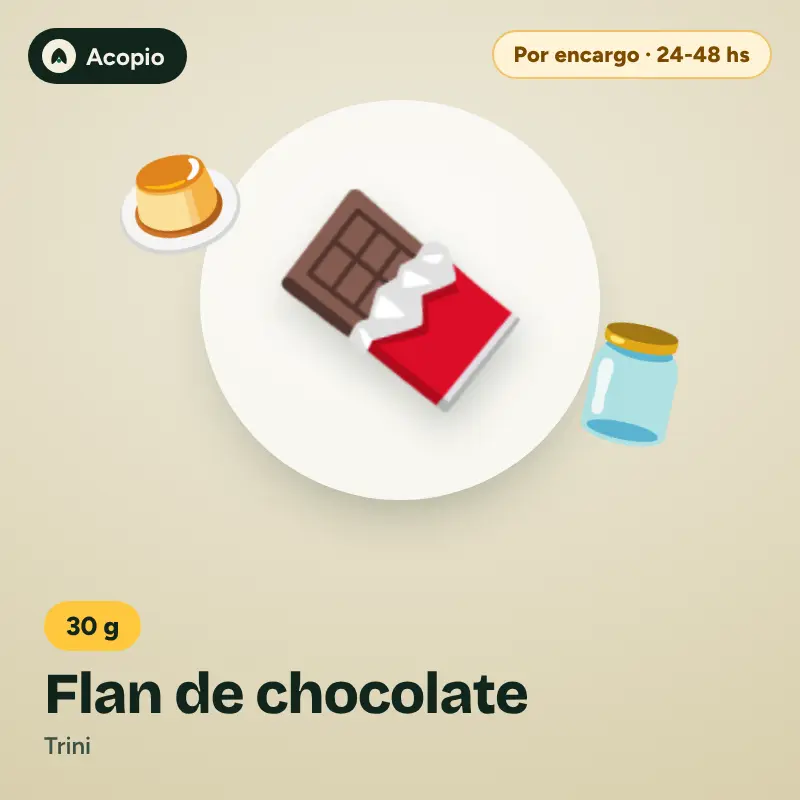 Acopio
Por encargo · 24-48 hs
30 g
Flan de chocolate
Trini